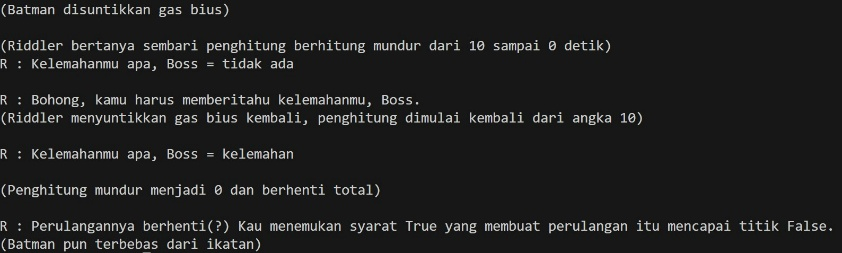 (Batman disuntikkan gas bius)
(Riddler bertanya sembari penghitung berhitung mundur dari 10 sampai 0 detik)
R : Kelemahanmu apa, Boss = tidak ada
R : Bohong, kamu harus memberitahu kelemahanmu, Boss.
(Riddler menyuntikkan gas bius kembali, penghitung dimulai kembali dari angka 10)
R : Kelemahanmu apa, Boss = kelemahan
(Penghitung mundur menjadi 0 dan berhenti total)
R : Perulangannya berhenti(?) Kau menemukan syarat True yang membuat perulangan itu mencapai titik False.
(Batman pun terbebas dari ikatan)